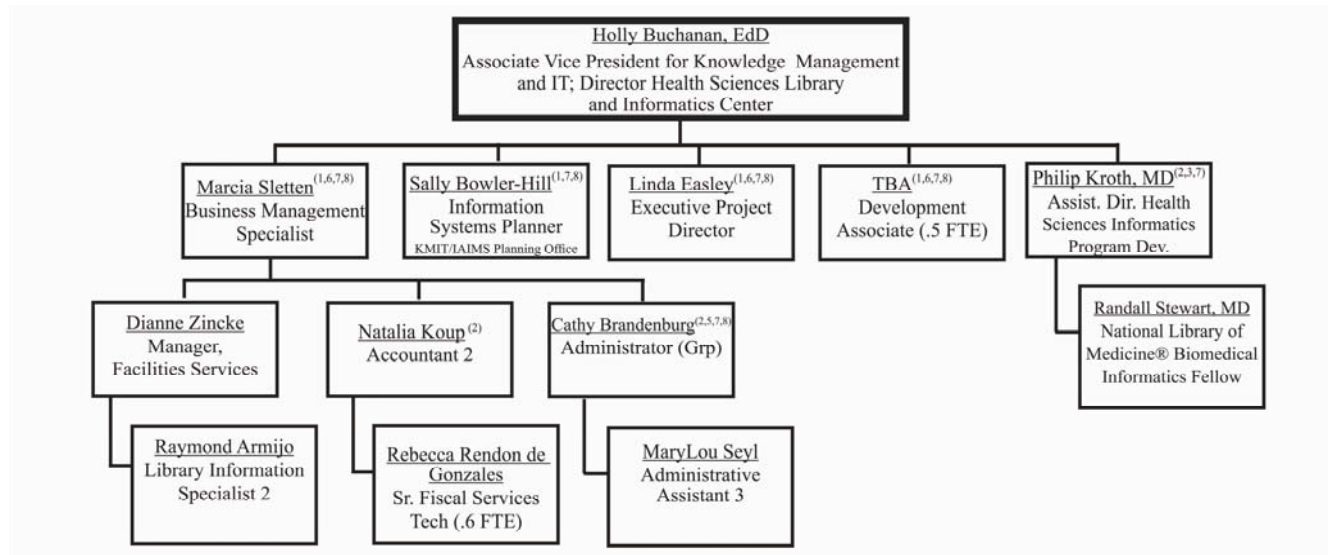 Holly Buchanan, EdD
Associate Vice President for Knowledge Management
and IT; Director Health Sciences Library
and Informatics Center
Marcia Sletten(1,6,7,8)
Business Management
Specialist
Sally Bowler-Hill(1,7,8)
Information
Systems Planner
KMIT/IAIMS Planning Office
Linda Easley(1,6,7,8)
Executive Project
Director
TBA(1,6,7,8)
Development
Associate (.5 FTE)
Philip Kroth, MD(2,3,7)
Assist. Dir. Health
Sciences Informatics
Program Dev.
Dianne Zincke
Manager,
Facilities Services
Natalia Koup(2)
Accountant 2
Cathy Brandenburg(2,5,7,8)
Administrator (Grp)
Randall Stewart, MD
National Library of
Medicine® Biomedical
Informatics Fellow
Raymond Armijo
Library Information
Specialist 2
Rebecca Rendon de
Gonzales
Sr. Fiscal Services
Tech (.6 FTE)
MaryLou Seyl
Administrative
Assistant 3